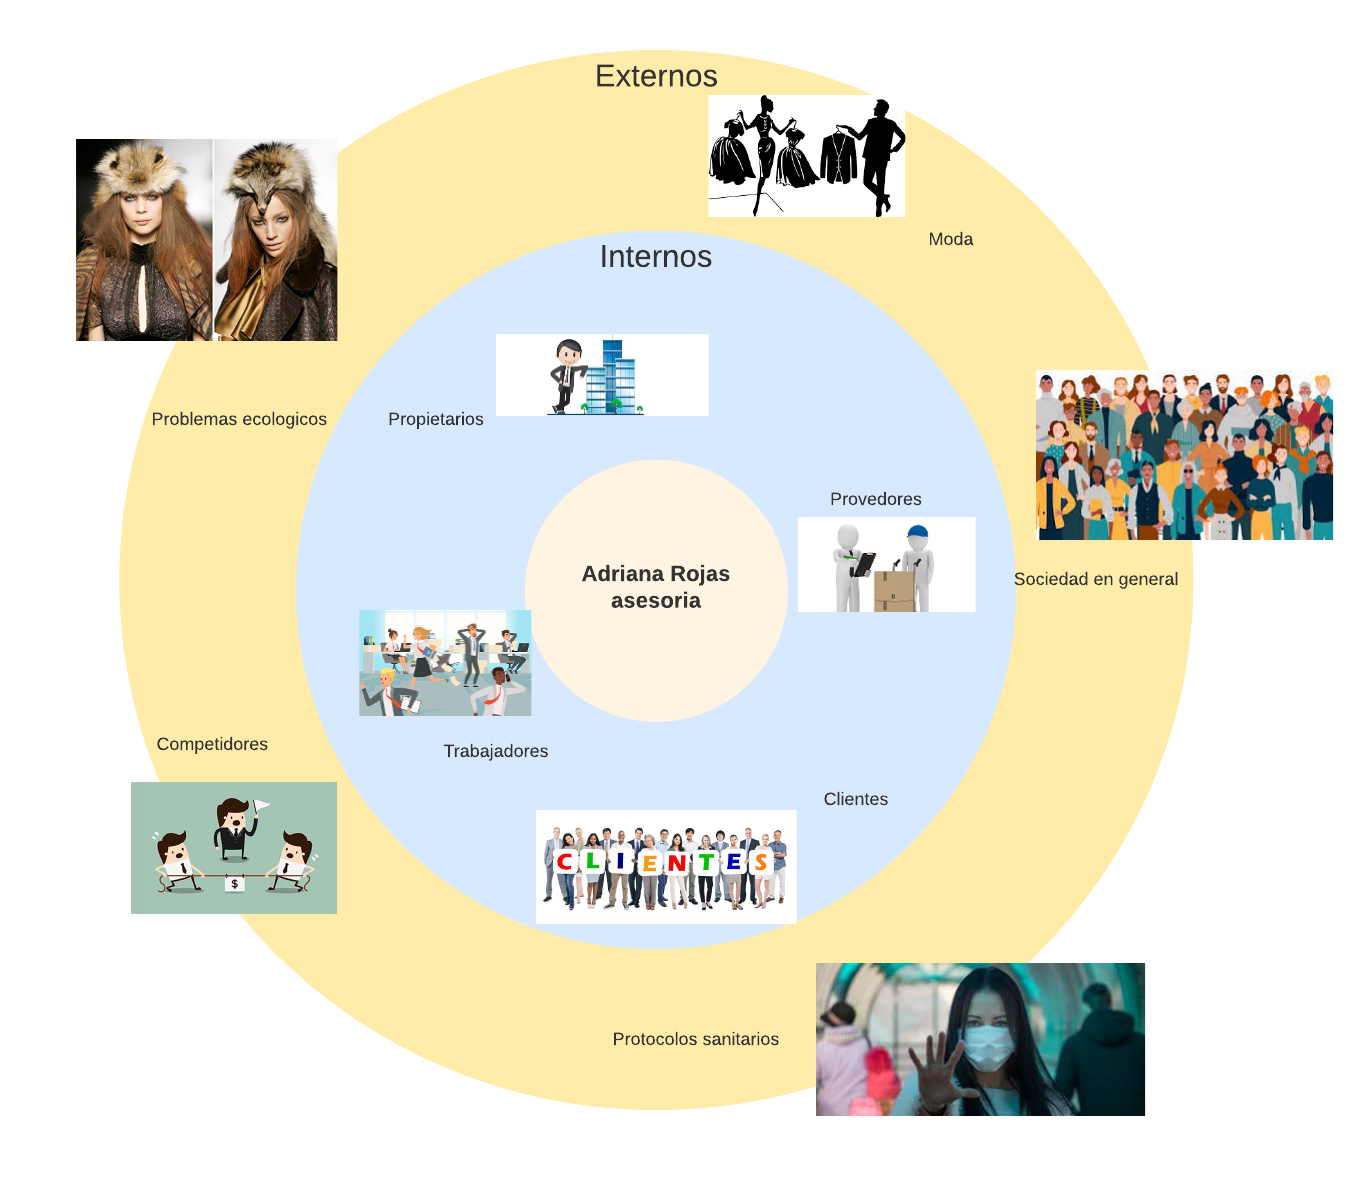 Externos
Moda
Internos
Problemas ecologicos
Propietarios
Provedores
Adriana Rojas
asesoria
Sociedad en general
Competidores
Trabajadores
Clientes
CLIENTES
$
Protocolos sanitarios